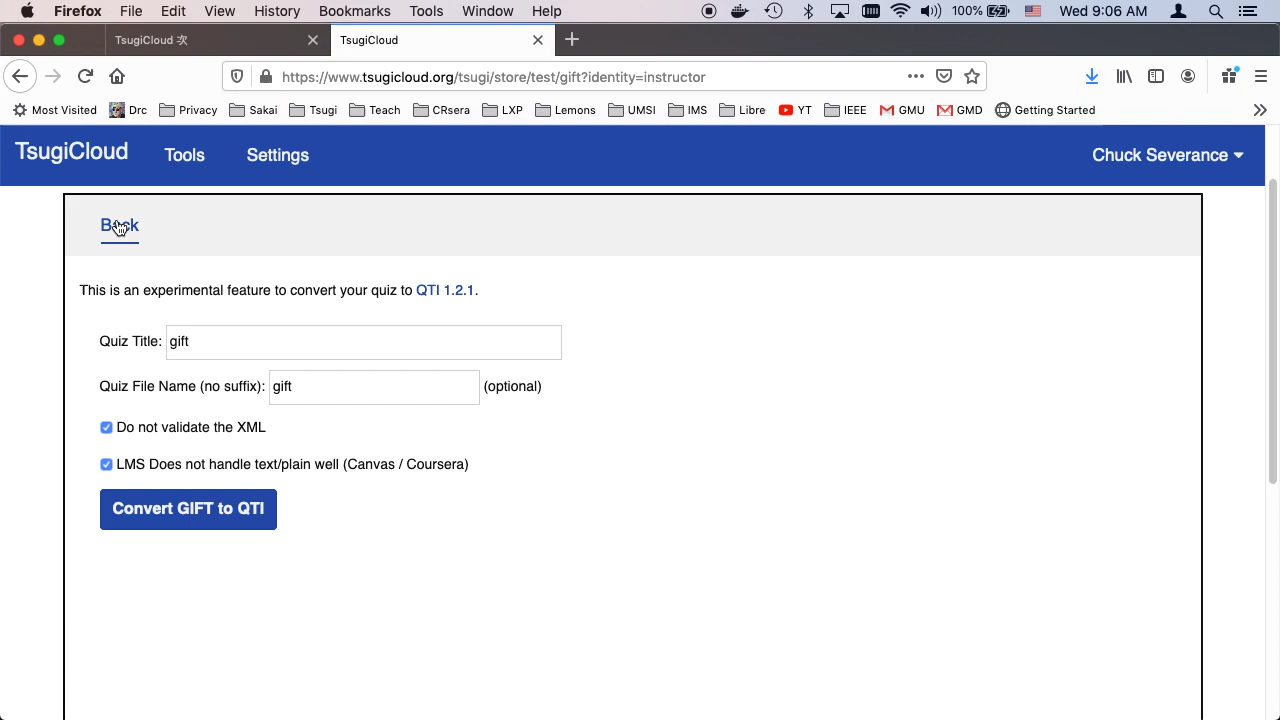 Firefox File Edit View History Bookmarks Tools Window Help 100% Wed 9:06 AM
TsugiCloud 次 TsugiCloud
https://www.tsugicloud.org/tsugi/store/test/gift?identity=instructor
Most Visited Drc Privacy Sakai Tsugi Teach CRsera LXP Lemons UMSI IMS Libre YT IEEE GMU GMD Getting Started
TsugiCloud Tools Settings Chuck Severance
Back
This is an experimental feature to convert your quiz to QTI 1.2.1.
Quiz Title: gift
Quiz File Name (no suffix): gift (optional)
Do not validate the XML
LMS Does not handle text/plain well (Canvas / Coursera)
Convert GIFT to QTI